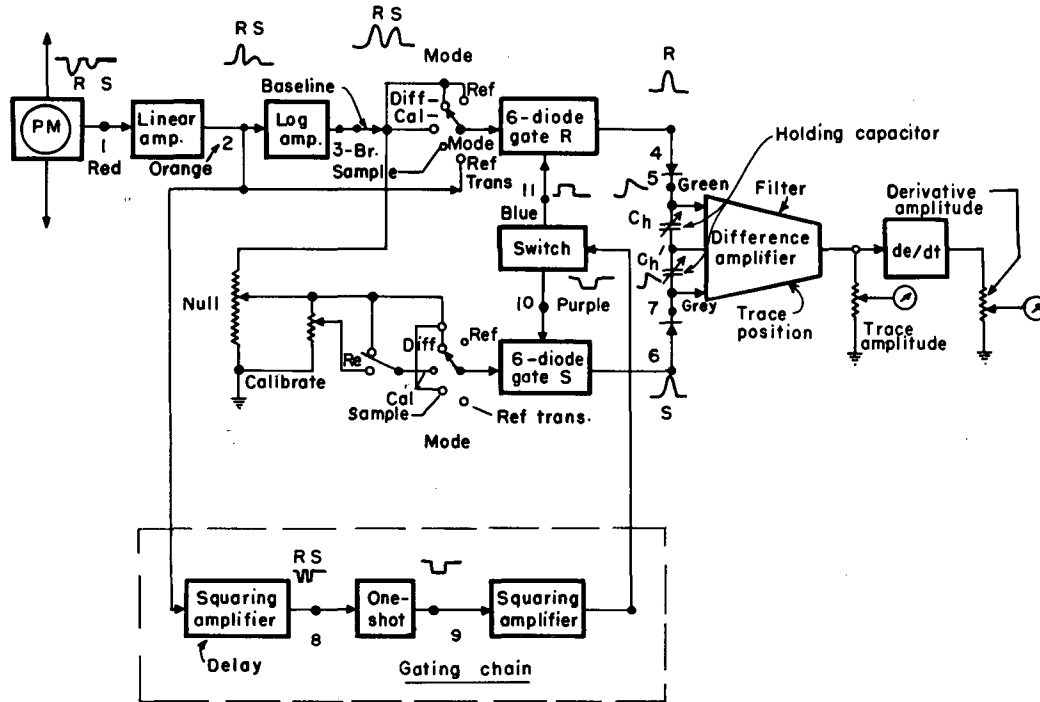 R S
R S
Mode
R
R S
Baseline
Ref
Diff
Cal
PM
Linear
amp.
Log
amp.
6-diode
gate R
Holding capacitor
1
Red
2
Orange
3-Br.
Sample
Mode
Ref
Trans
4
5
Green
Filter
Derivative
amplitude
11
Blue
Ch
Switch
Difference
amplifier
de/dt
Ch'
Null
10
Purple
7
Grey
Trace
position
Trace
amplitude
Ref
Diff
Re
6-diode
gate S
6
Calibrate
Cal
Sample
Ref trans.
S
Mode
R S
Squaring
amplifier
One-
shot
Squaring
amplifier
8
9
Delay
Gating chain